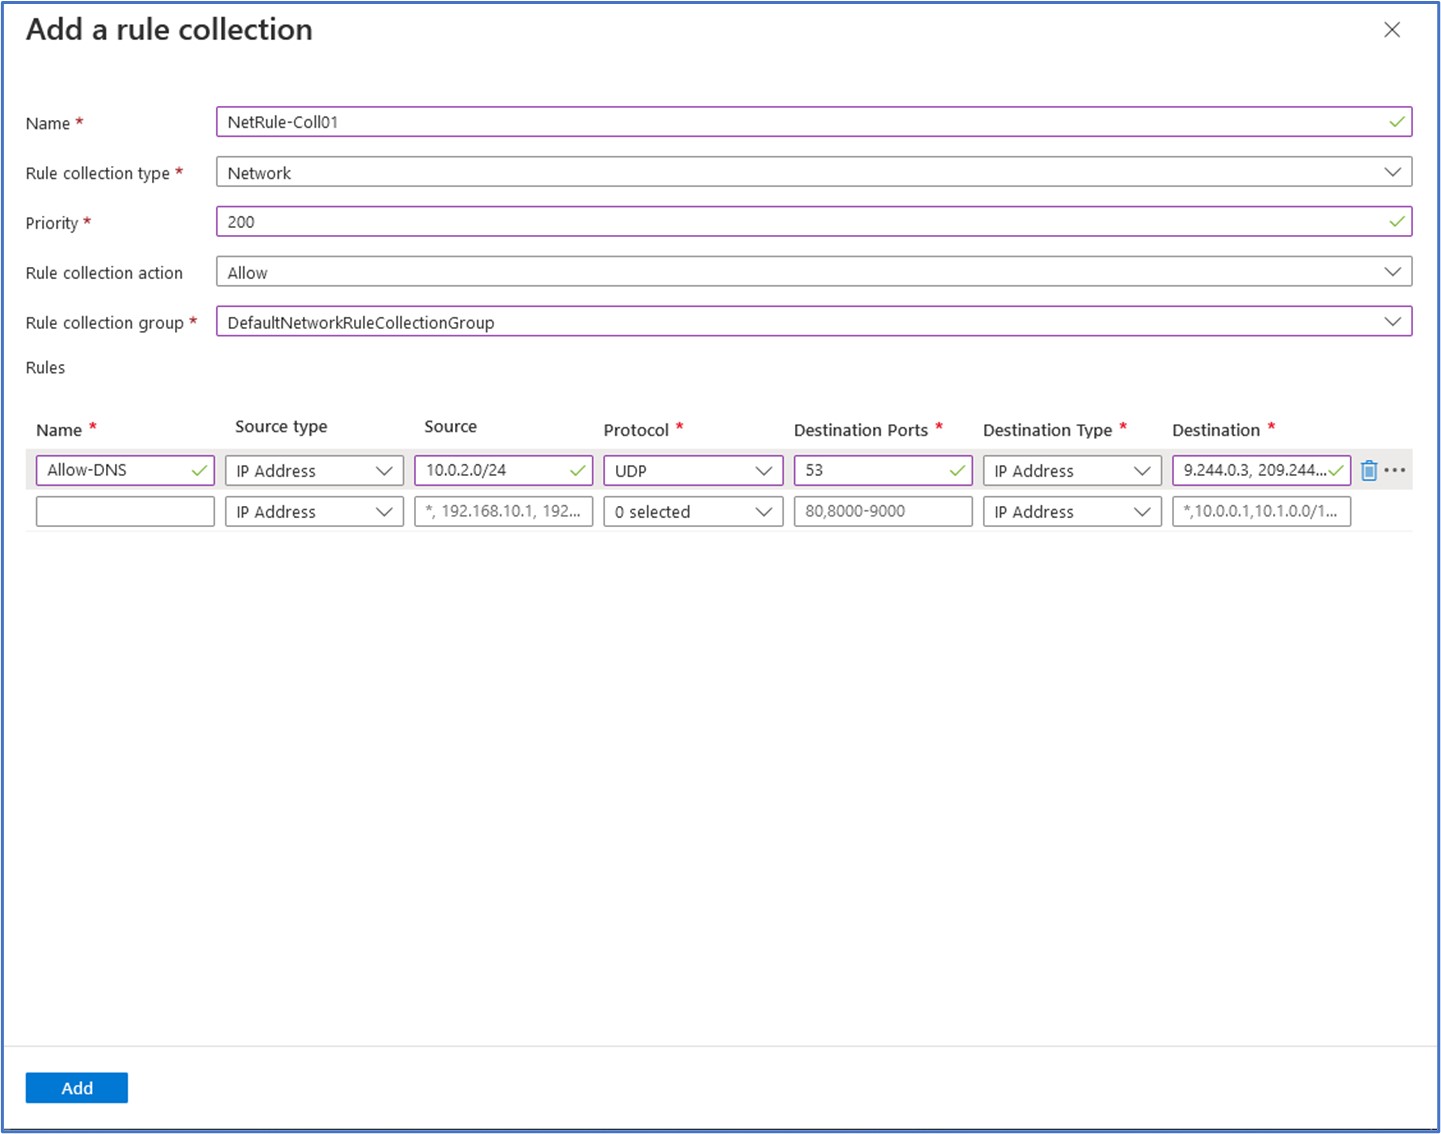 Add a rule collection
Name *
NetRule-Coll01
Rule collection type *
Network
Priority *
200
Rule collection action
Allow
Rule collection group *
DefaultNetworkRuleCollectionGroup
Rules
Name * Source type Source Protocol * Destination Ports * Destination Type * Destination *
Allow-DNS IP Address 10.0.2.0/24 UDP 53 IP Address 9.244.0.3, 209.244... ...
IP Address *, 192.168.10.1, 192... 0 selected 80,8000-9000 IP Address *,10.0.0.1,10.1.0.0/1...
Add